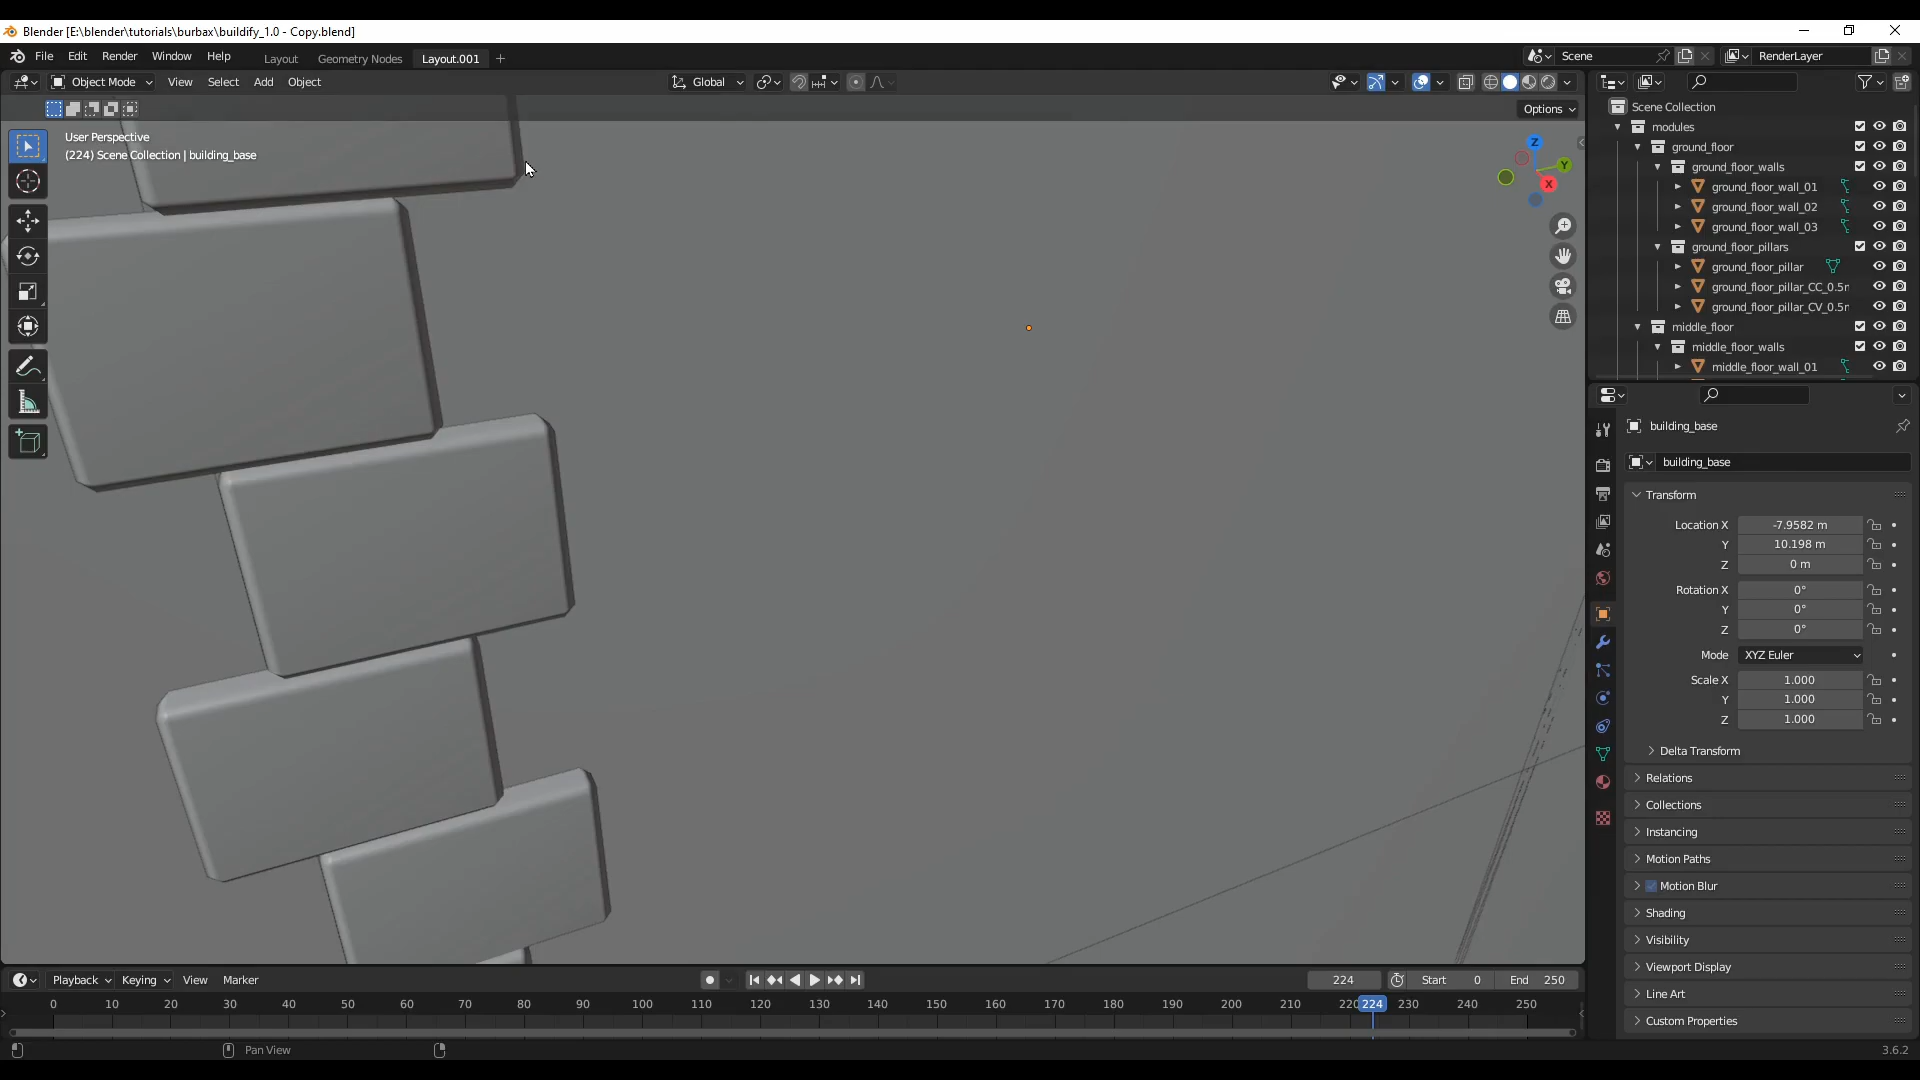 Blender [E:\blender\tutorials\burbax\buildify_1.0 - Copy.blend]
File Edit Render Window Help Layout Geometry Nodes Layout.001 + Scene RenderLayer
Object Mode View Select Add Object Global
Options
User Perspective
(224) Scene Collection | building_base
Z
Y
X
Scene Collection
modules
ground_floor
ground_floor_walls
ground_floor_wall_01
ground_floor_wall_02
ground_floor_wall_03
ground_floor_pillars
ground_floor_pillar
ground_floor_pillar_CC_0.5m
ground_floor_pillar_CV_0.5m
middle_floor
middle_floor_walls
middle_floor_wall_01
building_base
building_base
Transform
Location X -7.9582 m
Y 10.198 m
Z 0 m
Rotation X 0°
Y 0°
Z 0°
Mode XYZ Euler
Scale X 1.000
Y 1.000
Z 1.000
Delta Transform
Relations
Collections
Instancing
Motion Paths
Motion Blur
Shading
Visibility
Viewport Display
Line Art
Custom Properties
Playback Keying View Marker 224 Start 0 End 250
0 10 20 30 40 50 60 70 80 90 100 110 120 130 140 150 160 170 180 190 200 210 220 224 230 240 250
Pan View 3.6.2